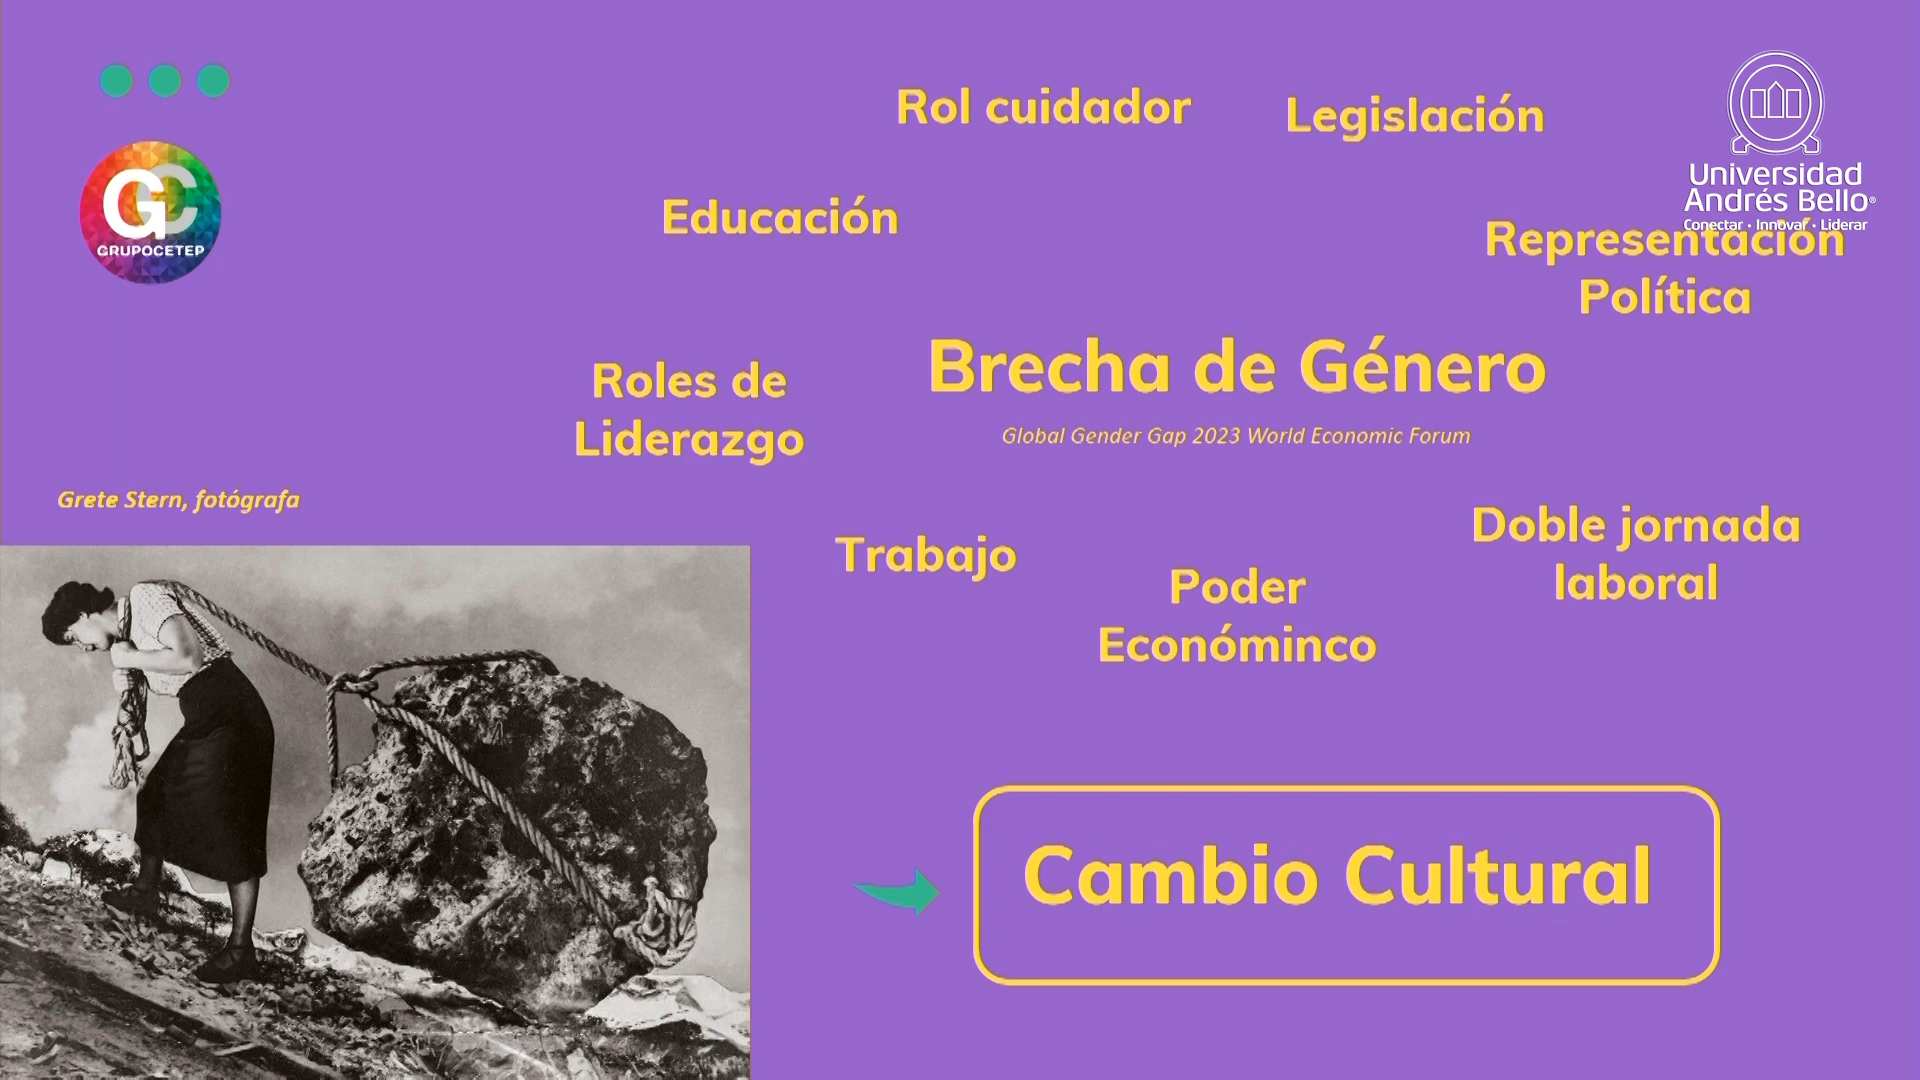 Rol cuidador
Legislación
Universidad
Andrés Bello®
Conectar • Innovar • Liderar
GRUPOCETEP
GC
Educación
Representación
Política
Brecha de Género
Global Gender Gap 2023 World Economic Forum
Roles de
Liderazgo
Grete Stern, fotógrafa
Trabajo
Poder
Económinco
Doble jornada
laboral
Cambio Cultural